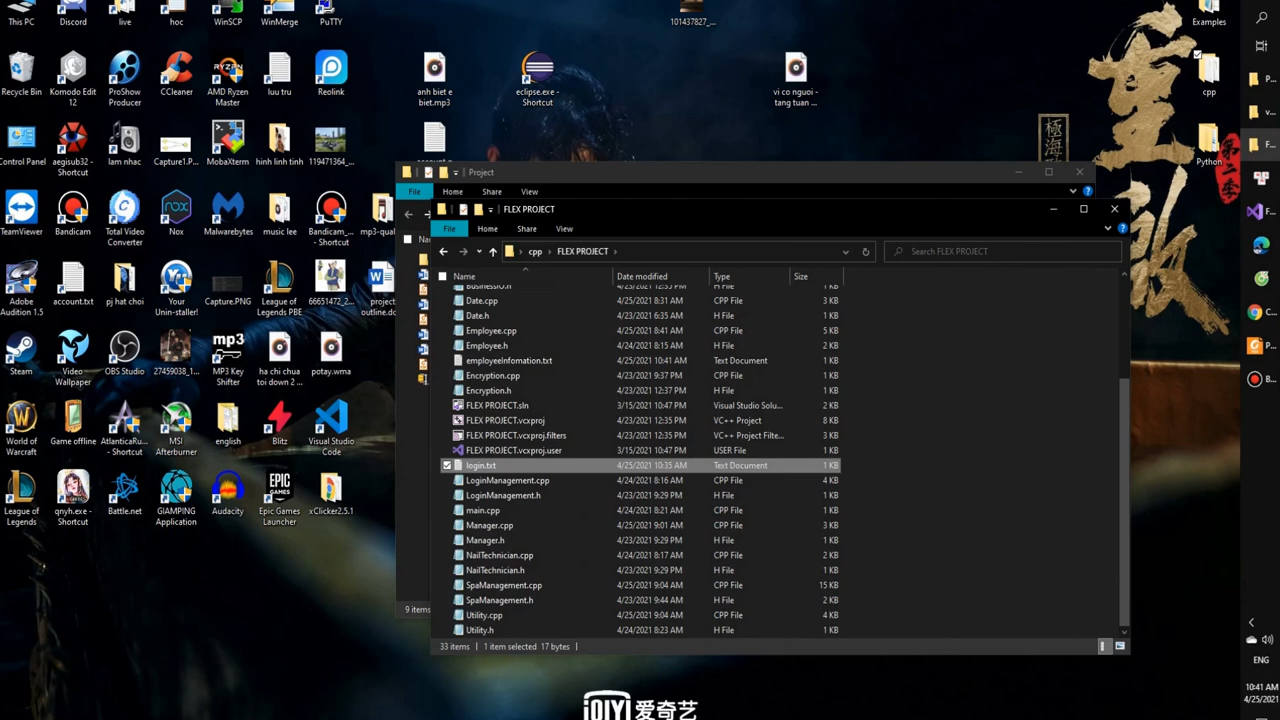 This PC
Discord
live
hoc
WinSCP
WinMerge
PuTTY
101437827_...
Examples
Recycle Bin
Komodo Edit 12
ProShow Producer
CCleaner
AMD Ryzen Master
luu tru
Reolink
anh biet e biet.mp3
eclipse.exe - Shortcut
vi co nguoi - tang tuan ...
cpp
Control Panel
aegisub32 - Shortcut
lam nhac
Capture1.P...
MobaXterm
hinh linh tinh
119471364_...
Python
TeamViewer
Bandicam
Total Video Converter
Nox
Malwarebytes
music lee
Bandicam_... - Shortcut
mp3-qual...
Adobe Audition 1.5
account.txt
pj hat choi
Your Unin-staller!
Capture.PNG
League of Legends PBE
66651472_2...
project outline.do...
Steam
Video Wallpaper
OBS Studio
27459038_1...
MP3 Key Shifter
ha chi chua toi down 2 ...
potay.wma
World of Warcraft
Game offline
AtlanticaRu... - Shortcut
MSI Afterburner
english
Blitz
Visual Studio Code
League of Legends
qnyh.exe - Shortcut
Battle.net
GIAMPING Application
Audacity
Epic Games Launcher
xClicker2.5.1
Project
File Home Share View
9 items
FLEX PROJECT
File Home Share View
cpp › FLEX PROJECT ›
Search FLEX PROJECT
Name Date modified Type Size
BusinessIO.h 4/23/2021 12:35 PM H File 1 KB
Date.cpp 4/25/2021 8:31 AM CPP File 3 KB
Date.h 4/23/2021 6:35 AM H File 1 KB
Employee.cpp 4/25/2021 8:41 AM CPP File 5 KB
Employee.h 4/24/2021 8:15 AM H File 2 KB
employeeInfomation.txt 4/25/2021 10:41 AM Text Document 1 KB
Encryption.cpp 4/23/2021 9:37 PM CPP File 2 KB
Encryption.h 4/23/2021 12:37 PM H File 1 KB
FLEX PROJECT.sln 3/15/2021 10:47 PM Visual Studio Solu... 2 KB
FLEX PROJECT.vcxproj 4/23/2021 12:35 PM VC++ Project 8 KB
FLEX PROJECT.vcxproj.filters 4/23/2021 12:35 PM VC++ Project Filte... 3 KB
FLEX PROJECT.vcxproj.user 3/15/2021 10:47 PM USER File 1 KB
login.txt 4/25/2021 10:35 AM Text Document 1 KB
LoginManagement.cpp 4/24/2021 8:16 AM CPP File 4 KB
LoginManagement.h 4/23/2021 9:29 PM H File 1 KB
main.cpp 4/24/2021 8:21 AM CPP File 1 KB
Manager.cpp 4/25/2021 9:01 AM CPP File 3 KB
Manager.h 4/23/2021 9:29 PM H File 1 KB
NailTechnician.cpp 4/24/2021 8:17 AM CPP File 2 KB
NailTechnician.h 4/23/2021 9:29 PM H File 1 KB
SpaManagement.cpp 4/25/2021 9:04 AM CPP File 15 KB
SpaManagement.h 4/23/2021 9:44 AM H File 2 KB
Utility.cpp 4/25/2021 9:04 AM CPP File 4 KB
Utility.h 4/24/2021 8:23 AM H File 1 KB
33 items 1 item selected 17 bytes
iQIYI 爱奇艺
ENG
10:41 AM
4/25/2021